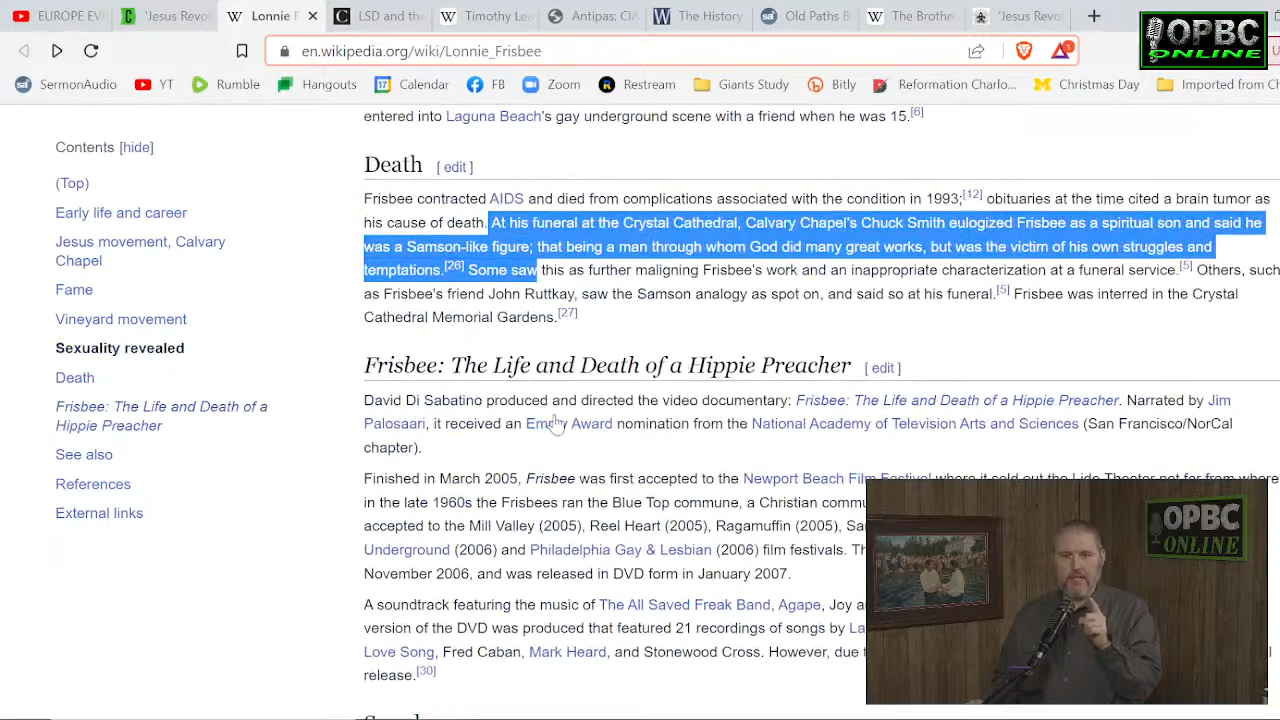 EUROPE EV
'Jesus Revol
Lonnie F
LSD and the
Timothy Lea
Antipas: CIA
The History
Old Paths B
The Brothe
'Jesus Revo
OPBC
ONLINE
en.wikipedia.org/wiki/Lonnie_Frisbee
1
SermonAudio
YT
Rumble
Hangouts
Calendar
FB
Zoom
Restream
Gaslights Study
Bitly
Reformation Charlo...
Christmas Day
Imported from Ch
entered into Laguna Beach's gay underground scene with a friend when he was 15.[6]
Contents [hide]
(Top)
Early life and career
Jesus movement, Calvary
Chapel
Fame
Vineyard movement
Sexuality revealed
Death
Frisbee: The Life and Death of a
Hippie Preacher
See also
References
External links
Death [ edit ]
Frisbee contracted AIDS and died from complications associated with the condition in 1993;[12] obituaries at the time cited a brain tumor as
his cause of death. At his funeral at the Crystal Cathedral, Calvary Chapel's Chuck Smith eulogized Frisbee as a spiritual son and said he
was a Samson-like figure; that being a man through whom God did many great works, but was the victim of his own struggles and
temptations.[26] Some saw this as further maligning Frisbee's work and an inappropriate characterization at a funeral service.[5] Others, such
as Frisbee's friend John Ruttkay, saw the Samson analogy as spot on, and said so at his funeral.[5] Frisbee was interred in the Crystal
Cathedral Memorial Gardens.[27]
Frisbee: The Life and Death of a Hippie Preacher [ edit ]
David Di Sabatino produced and directed the video documentary: Frisbee: The Life and Death of a Hippie Preacher. Narrated by Jim
Palosaari, it received an Emmy Award nomination from the National Academy of Television Arts and Sciences (San Francisco/NorCal
chapter).
Finished in March 2005, Frisbee was first accepted to the Newport Beach Film Festival where it sold out the Lido Theater not far from where
in the late 1960s the Frisbees ran the Blue Top commune, a Christian commu
accepted to the Mill Valley (2005), Reel Heart (2005), Ragamuffin (2005), Sa
Underground (2006) and Philadelphia Gay & Lesbian (2006) film festivals. Th
November 2006, and was released in DVD form in January 2007.
A soundtrack featuring the music of The All Saved Freak Band, Agape, Joy a
version of the DVD was produced that featured 21 recordings of songs by La
Love Song, Fred Caban, Mark Heard, and Stonewood Cross. However, due t
release.[30]
OPBC
ONLINE